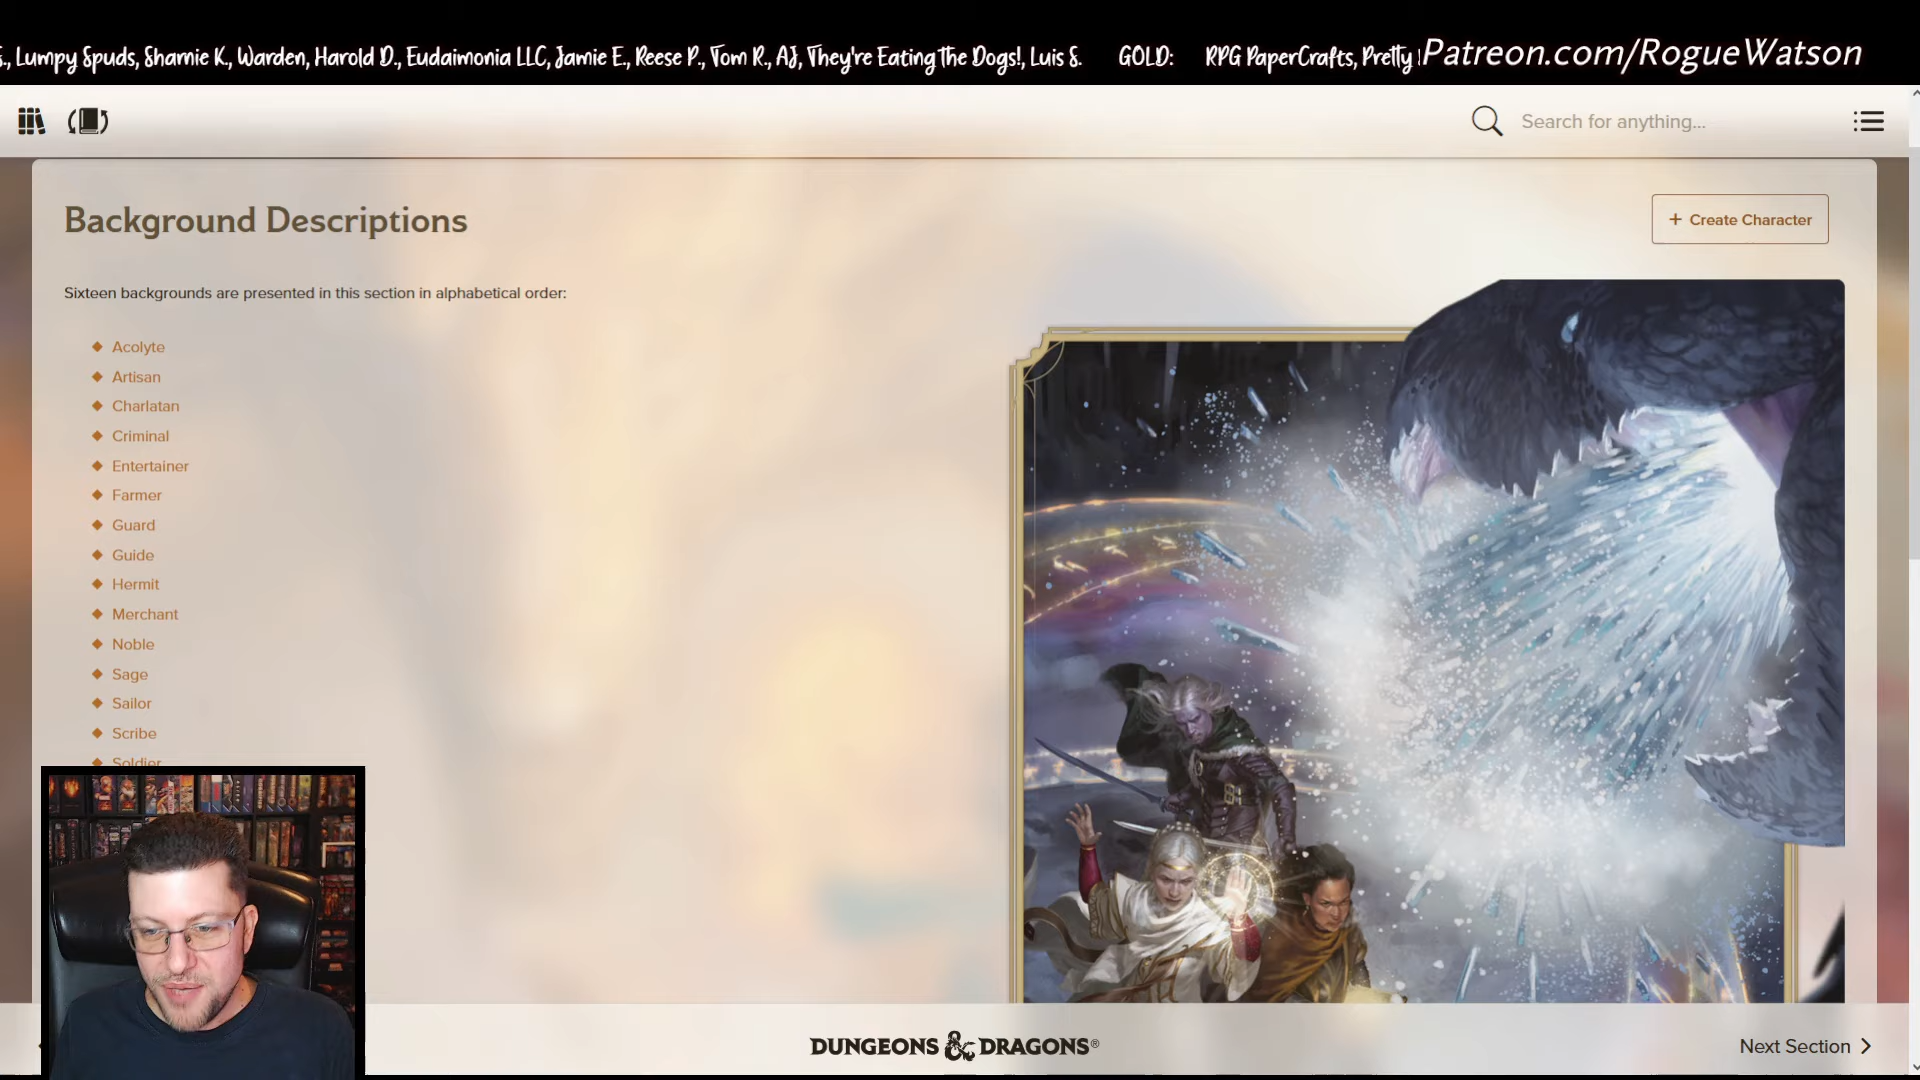 ., Lumpy Spuds, Sharnie K., Warden, Harold D., Eudaimonia LLC, Jamie E., Reese P., Tom R., AJ, They're Eating The Dogs!, Luis S. GOLD: RPG PaperCrafts, Pretty
Patreon.com/RogueWatson
Search for anything...
Background Descriptions
+ Create Character
Sixteen backgrounds are presented in this section in alphabetical order:
Acolyte
Artisan
Charlatan
Criminal
Entertainer
Farmer
Guard
Guide
Hermit
Merchant
Noble
Sage
Sailor
Scribe
Soldier
DUNGEONS & DRAGONS®
Next Section